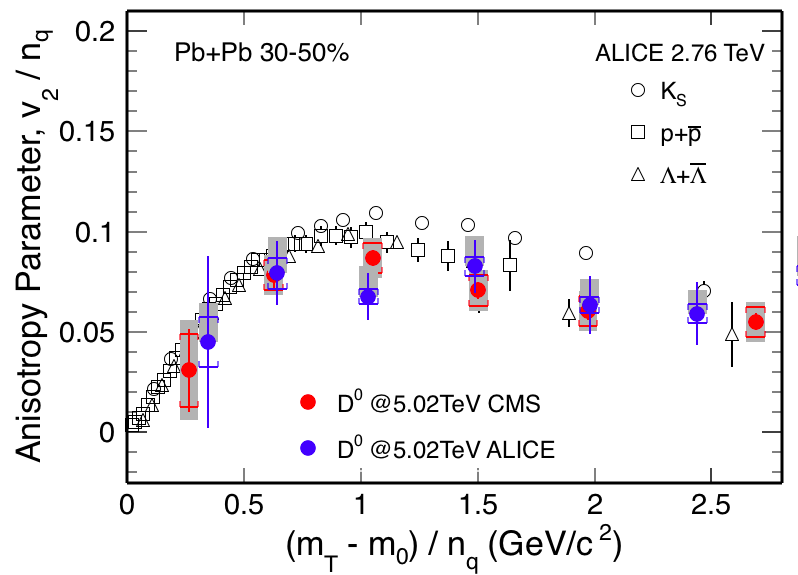 0.2
0.15
0.1
0.05
0
Anisotropy Parameter, v₂ / n_q
Pb+Pb 30-50%
ALICE 2.76 TeV
K_S
p+p̅
Λ+Λ̅
D⁰ @5.02TeV CMS
D⁰ @5.02TeV ALICE
0 0.5 1 1.5 2 2.5
(m_T - m₀) / n_q (GeV/c²)